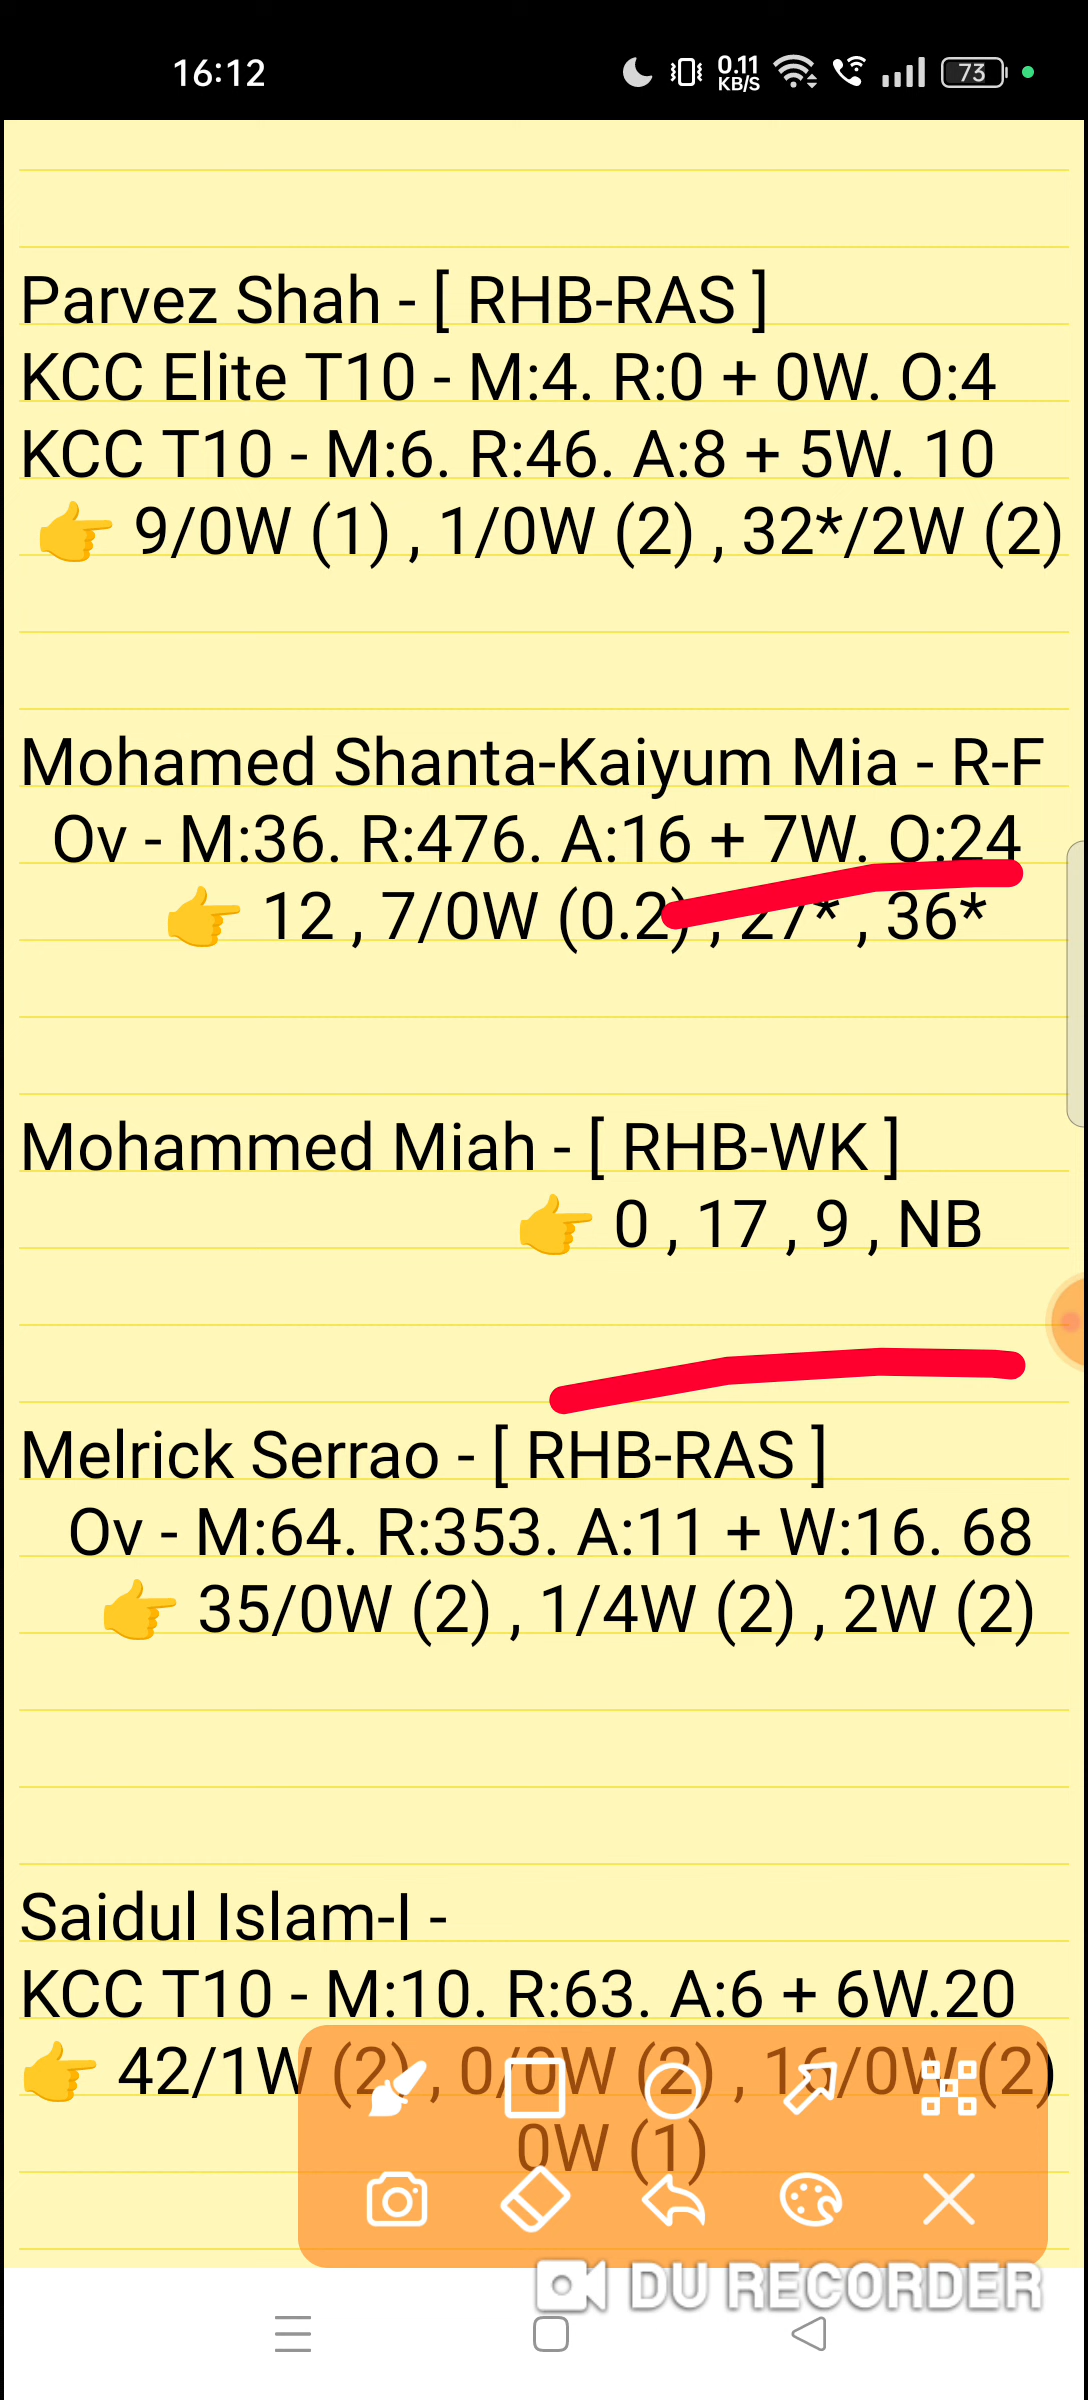 16:12 0.11 KB/S 73
Parvez Shah - [ RHB-RAS ]
KCC Elite T10 - M:4. R:0 + 0W. O:4
KCC T10 - M:6. R:46. A:8 + 5W. 10
👉 9/0W (1) , 1/0W (2) , 32*/2W (2)
Mohamed Shanta-Kaiyum Mia - R-F
Ov - M:36. R:476. A:16 + 7W. O:24
👉 12 , 7/0W (0.2) , 27* , 36*
Mohammed Miah - [ RHB-WK ]
👉 0 , 17 , 9 , NB
Melrick Serrao - [ RHB-RAS ]
Ov - M:64. R:353. A:11 + W:16. 68
👉 35/0W (2) , 1/4W (2) , 2W (2)
Saidul Islam-I -
KCC T10 - M:10. R:63. A:6 + 6W.20
👉 42/1W (2) , 0/0W (2) , 16/0W (2)
0W (1)
DU RECORDER